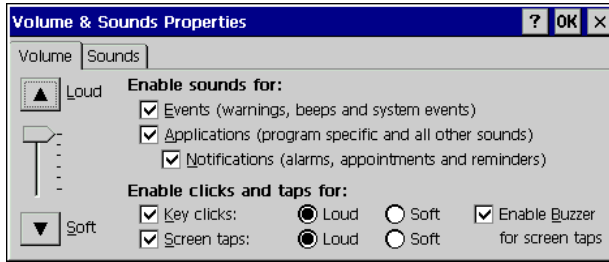 Volume & Sounds Properties ? OK ×
Volume Sounds
Loud
Enable sounds for:
Events (warnings, beeps and system events)
Applications (program specific and all other sounds)
Notifications (alarms, appointments and reminders)
Enable clicks and taps for:
Key clicks: Loud Soft Enable Buzzer
Soft
Screen taps: Loud Soft for screen taps